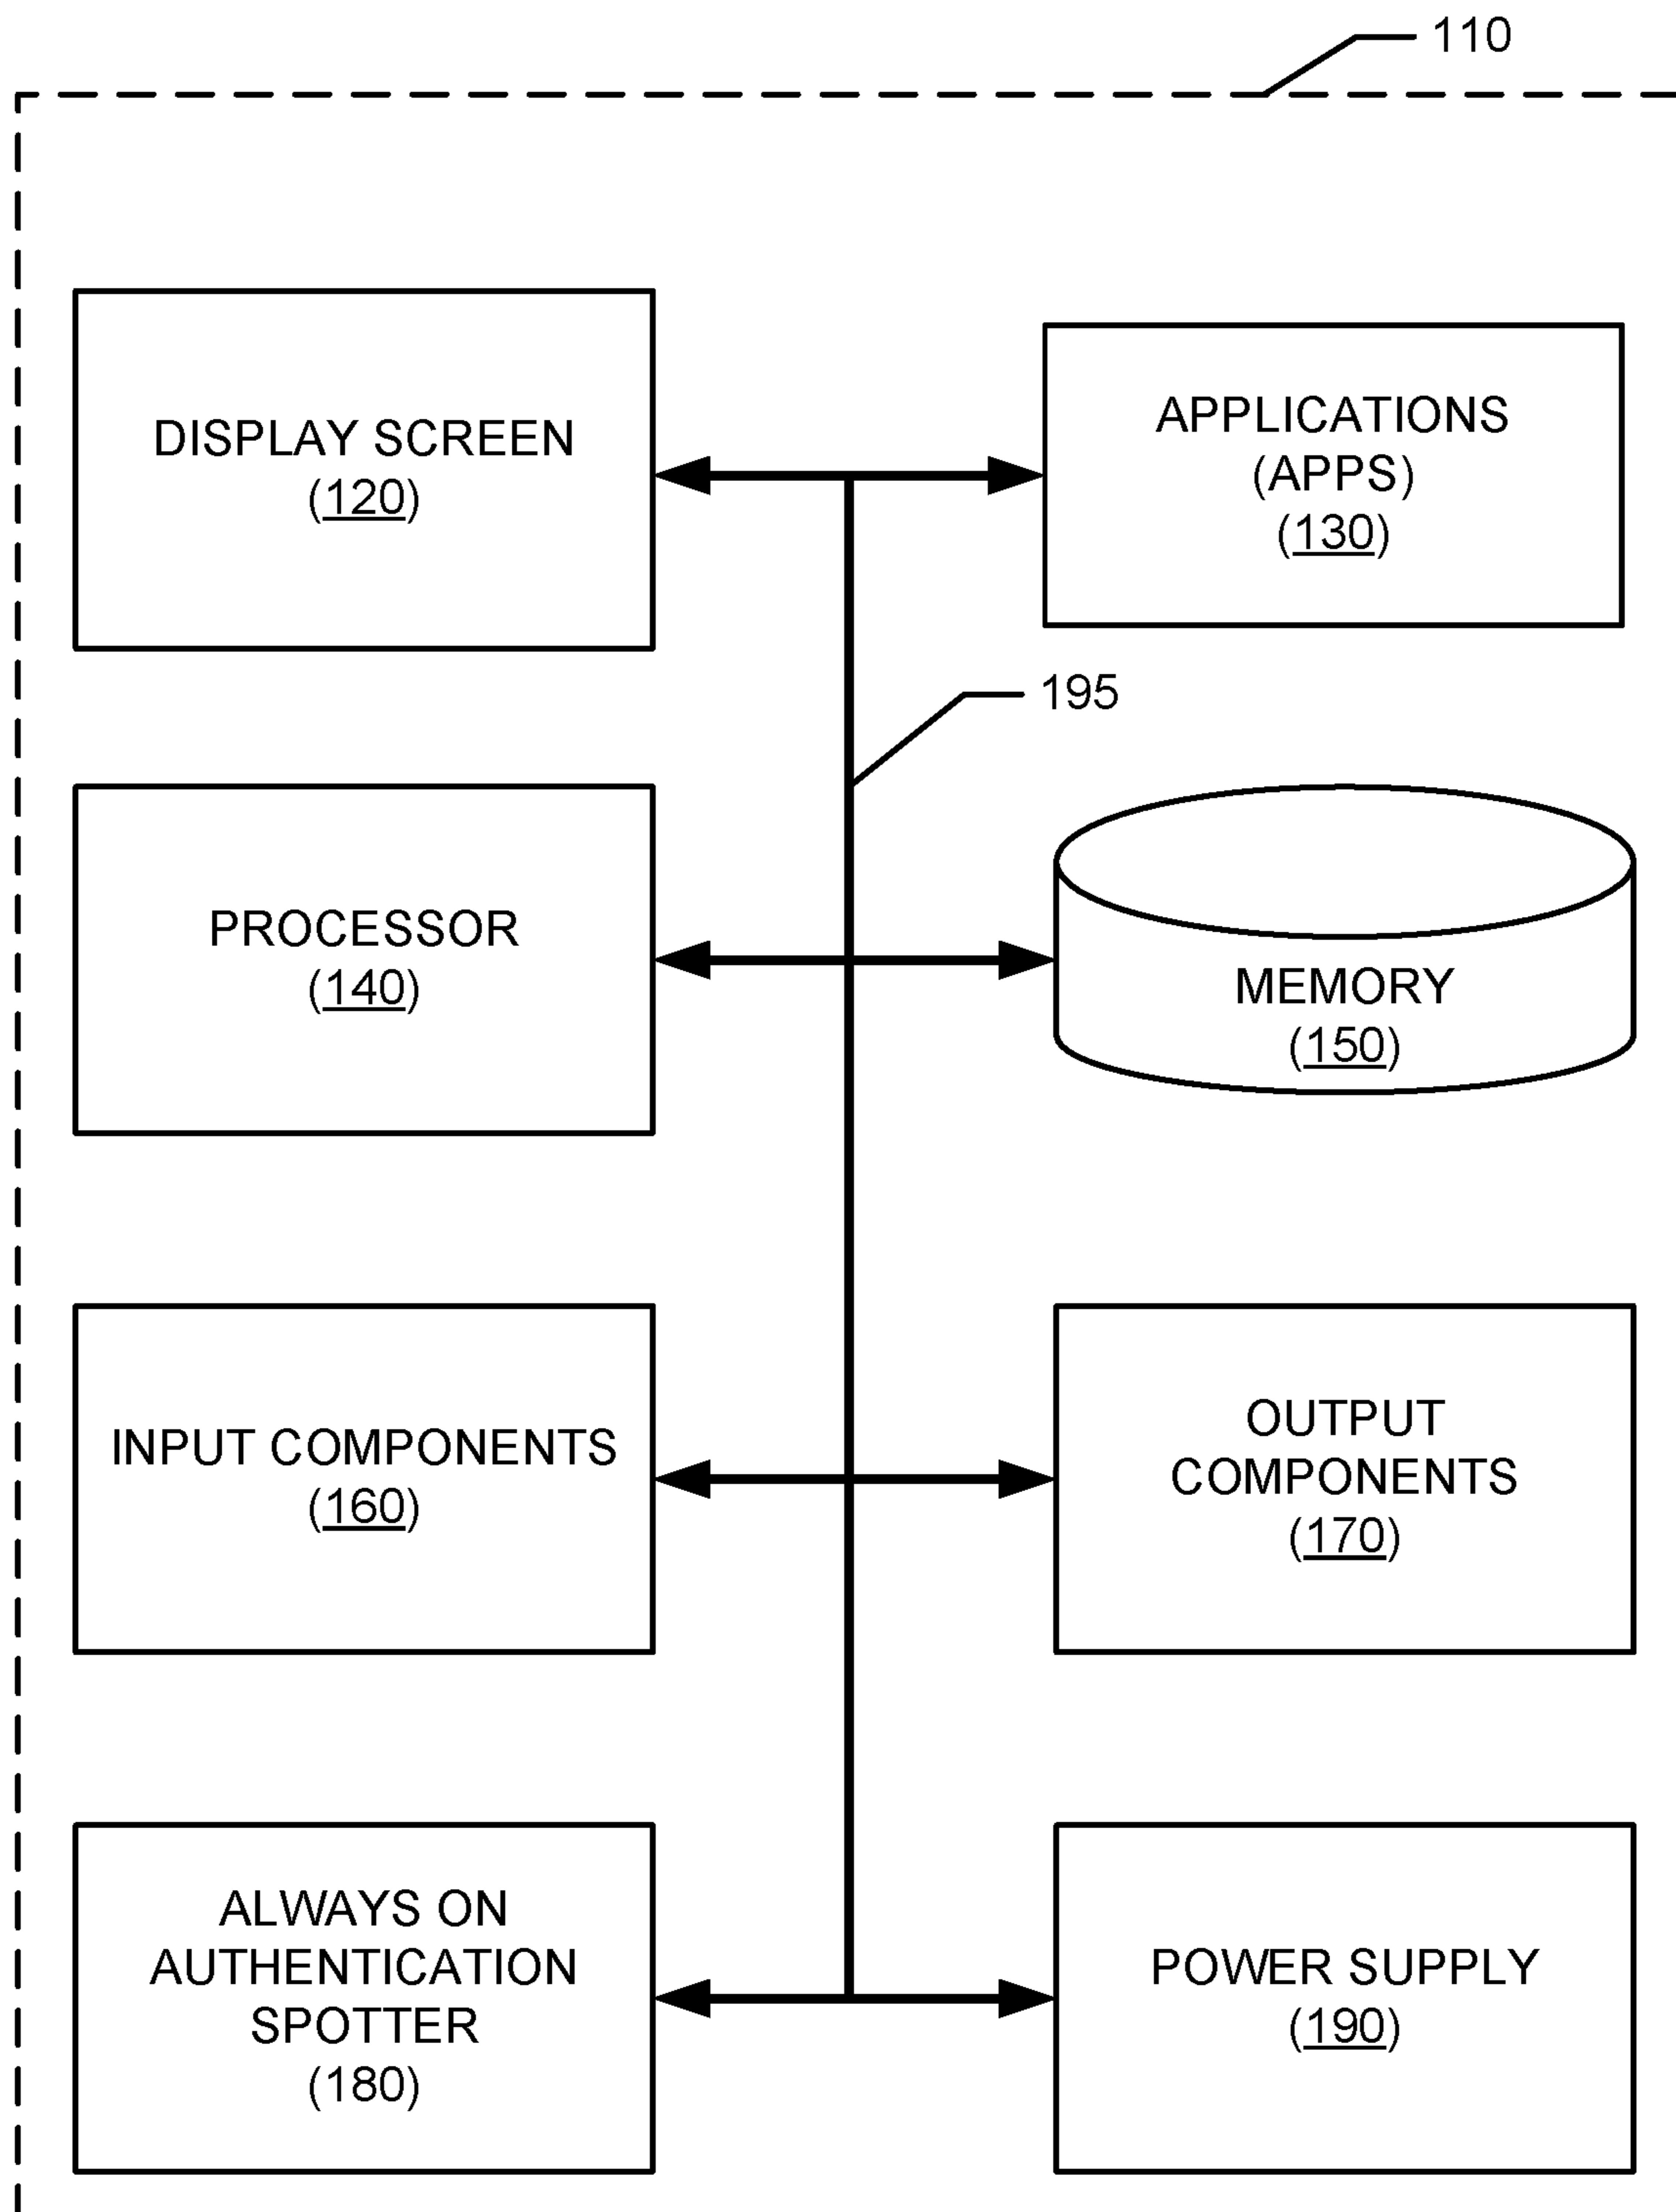 110
DISPLAY SCREEN
(120)
APPLICATIONS
(APPS)
(130)
195
PROCESSOR
(140)
MEMORY
(150)
INPUT COMPONENTS
(160)
OUTPUT
COMPONENTS
(170)
ALWAYS ON
AUTHENTICATION
SPOTTER
(180)
POWER SUPPLY
(190)